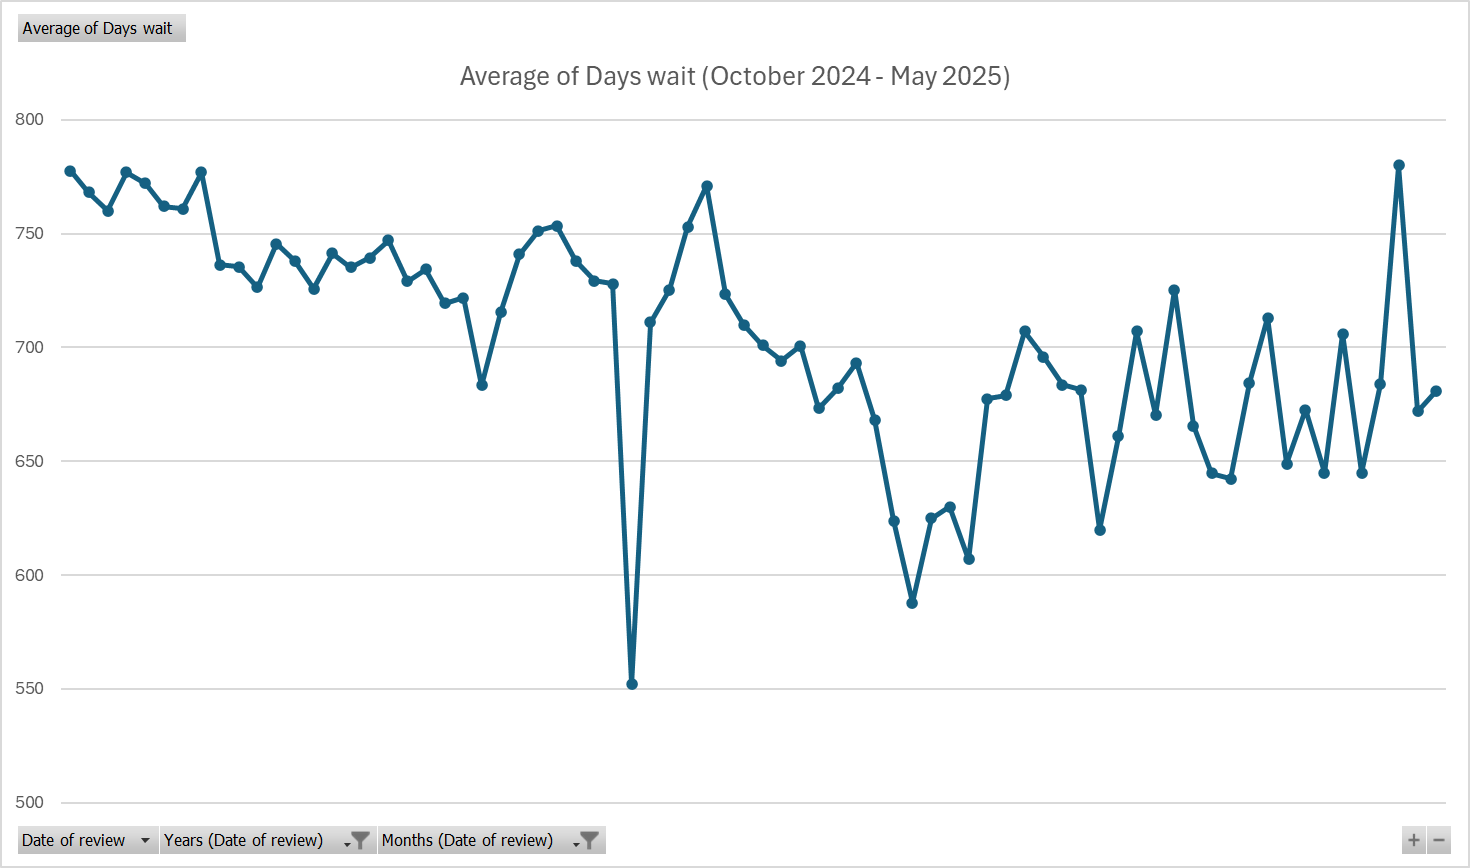 Average of Days wait
Average of Days wait (October 2024 - May 2025)
800
750
700
650
600
550
500
Date of review Years (Date of review) Months (Date of review)